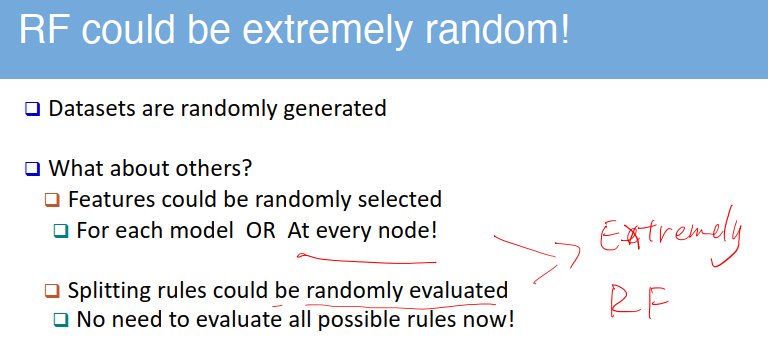 RF could be extremely random!
Datasets are randomly generated
What about others?
Features could be randomly selected
For each model OR At every node!
Extremely
Splitting rules could be randomly evaluated
RF
No need to evaluate all possible rules now!